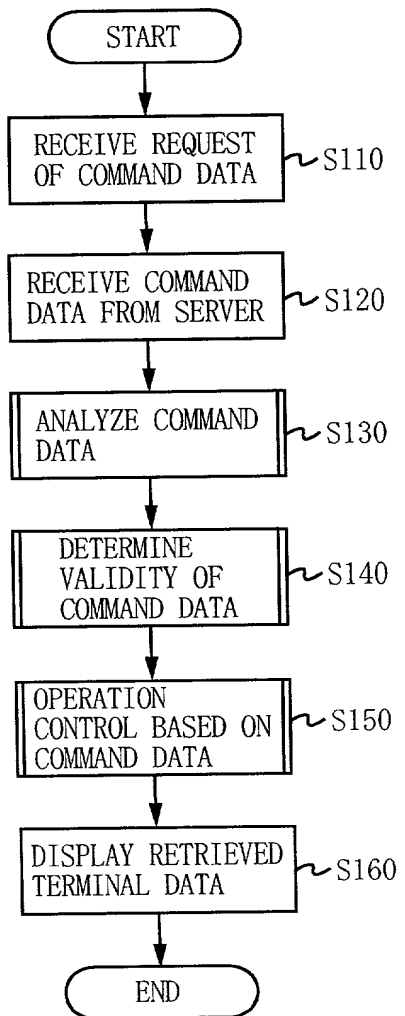 START
RECEIVE REQUEST
OF COMMAND DATA
S110
RECEIVE COMMAND
DATA FROM SERVER
S120
ANALYZE COMMAND
DATA
S130
DETERMINE
VALIDITY OF
COMMAND DATA
S140
OPERATION
CONTROL BASED ON
COMMAND DATA
S150
DISPLAY RETRIEVED
TERMINAL DATA
S160
END